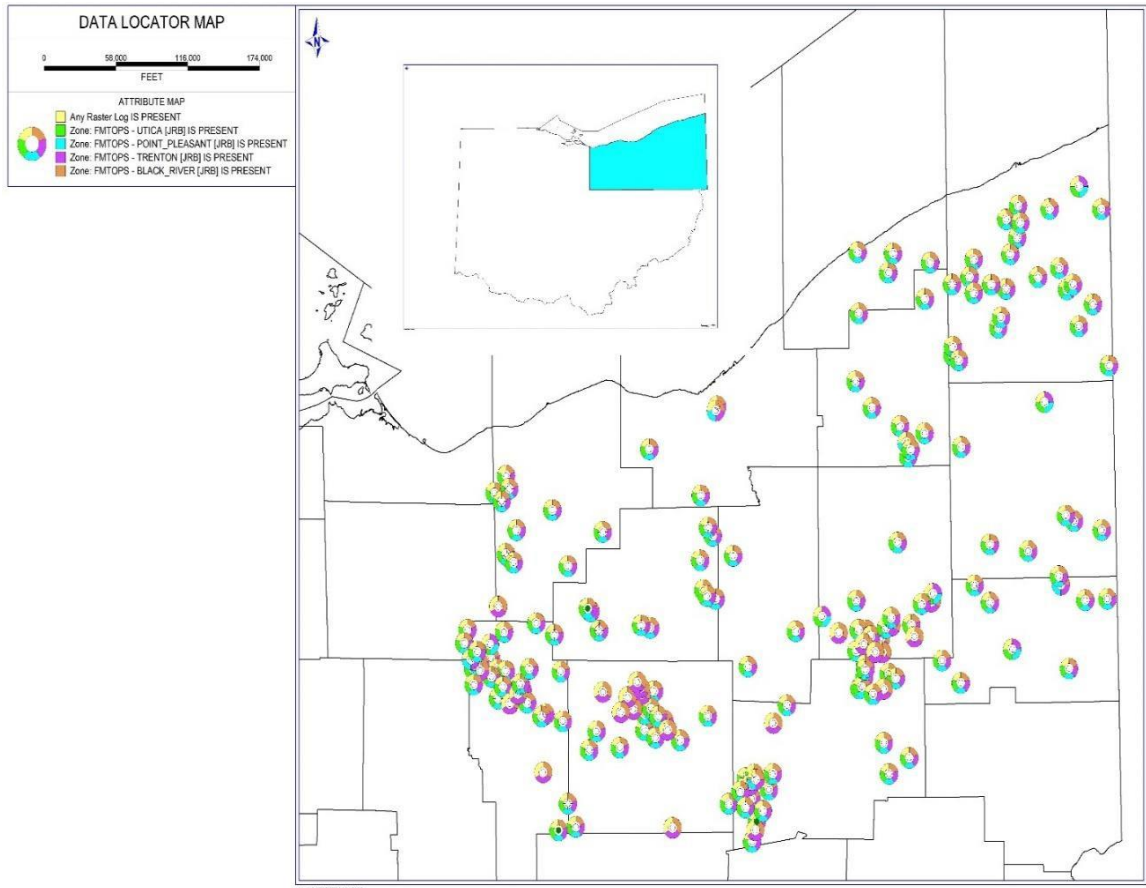 DATA LOCATOR MAP
0 58,000 116,000 174,000
FEET
ATTRIBUTE MAP
Any Raster Log IS PRESENT
Zone: FMTOPS - UTICA [JRB] IS PRESENT
Zone: FMTOPS - POINT_PLEASANT [JRB] IS PRESENT
Zone: FMTOPS - TRENTON [JRB] IS PRESENT
Zone: FMTOPS - BLACK_RIVER [JRB] IS PRESENT
N